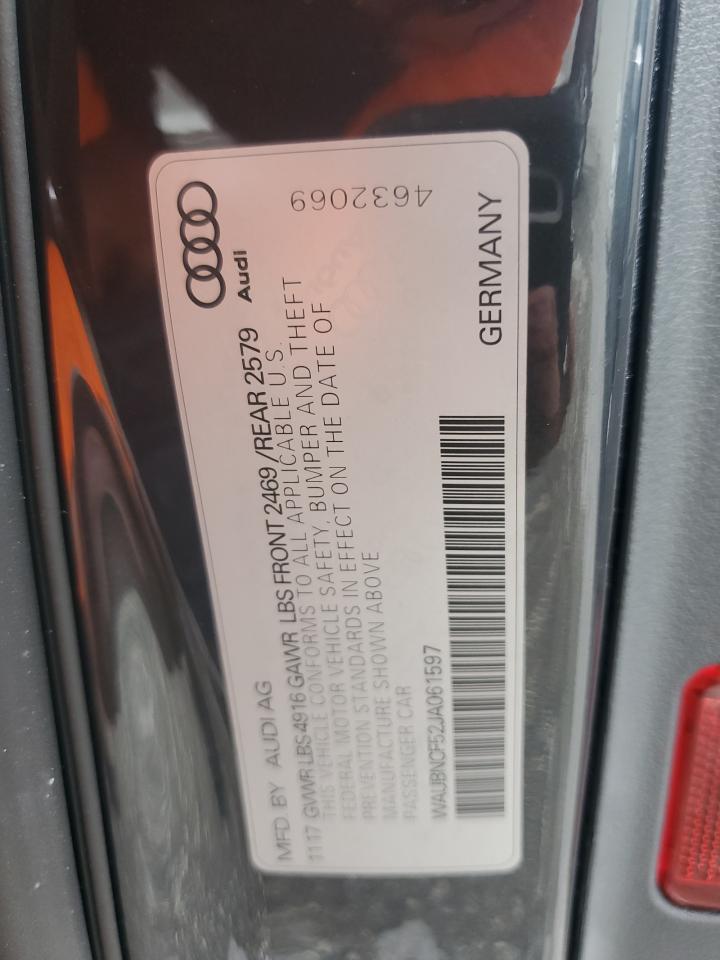 MFD BY AUDI AG
Audi
11 17 GVWR LBS 4916 GAWR LBS FRONT 2469 / REAR 2579
THIS VEHICLE CONFORMS TO ALL APPLICABLE U.S.
FEDERAL MOTOR VEHICLE SAFETY, BUMPER AND THEFT
PREVENTION STANDARDS IN EFFECT ON THE DATE OF
MANUFACTURE SHOWN ABOVE
PASSENGER CAR
4632069
WAUBNCF52JA061597
GERMANY